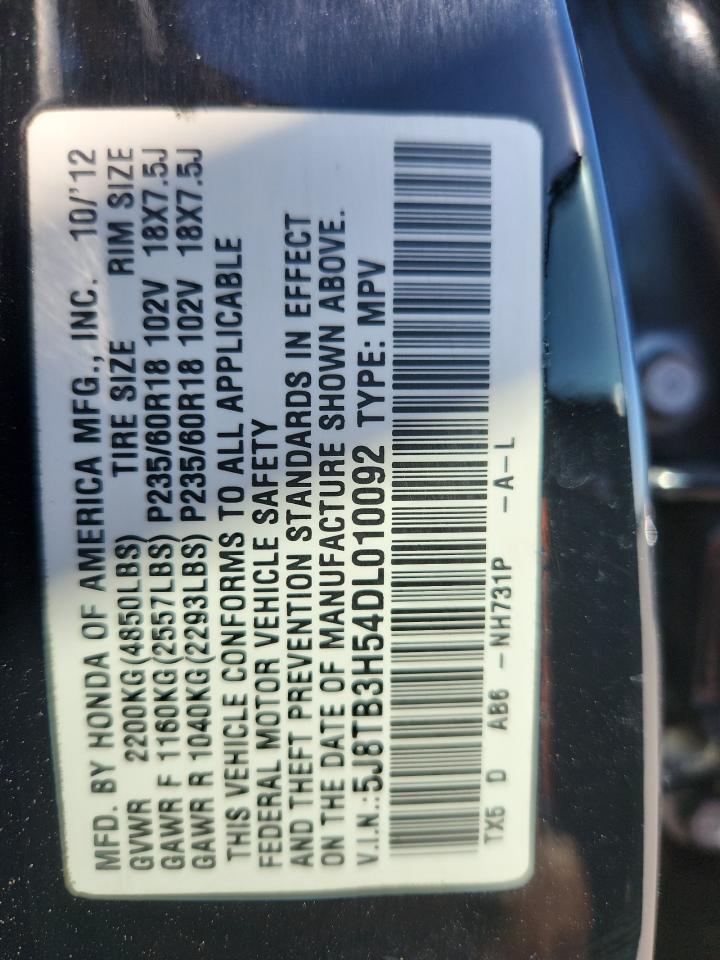 MFD. BY HONDA OF AMERICA MFG., INC. 10/'12
GVWR 2200KG(4850LBS) TIRE SIZE RIM SIZE
GAWR F 1160KG(2557LBS) P235/60R18 102V 18X7.5J
GAWR R 1040KG(2293LBS) P235/60R18 102V 18X7.5J
THIS VEHICLE CONFORMS TO ALL APPLICABLE
FEDERAL MOTOR VEHICLE SAFETY
AND THEFT PREVENTION STANDARDS IN EFFECT
ON THE DATE OF MANUFACTURE SHOWN ABOVE.
V.I.N.:5J8TB3H54DL010092 TYPE: MPV
TX6 D AB6 -NH731P -A-L